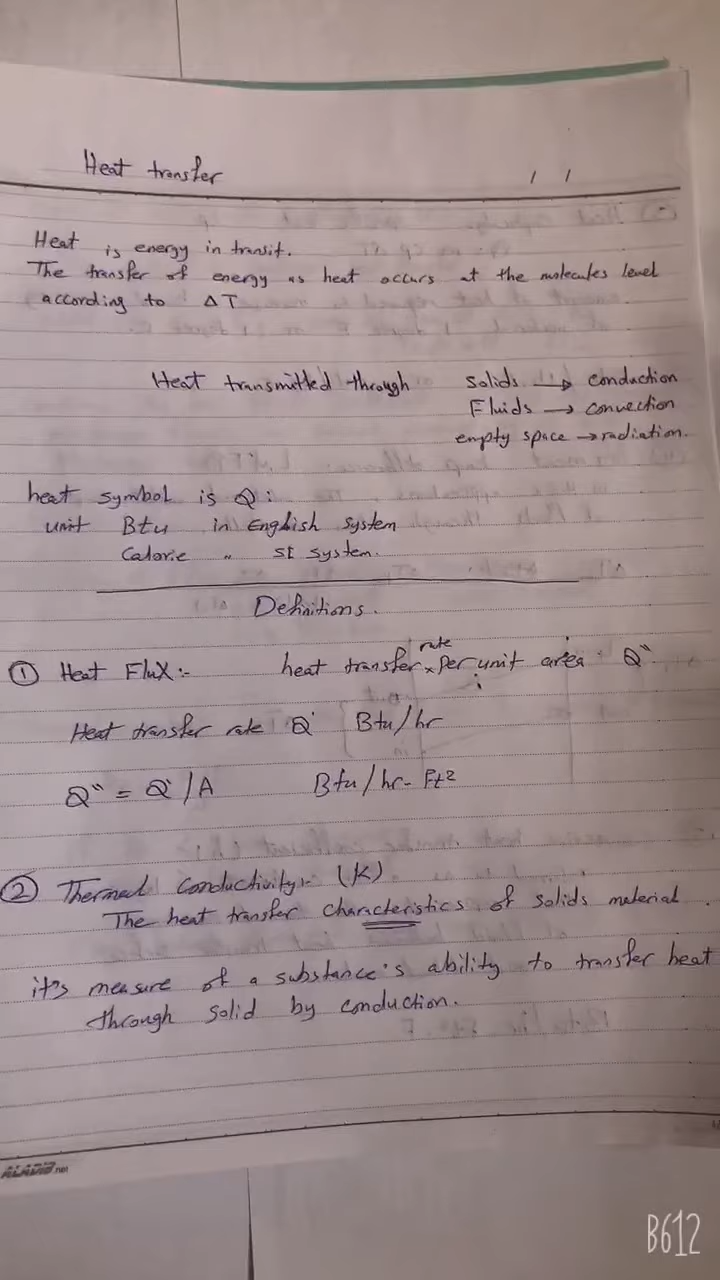 Heat transfer / /
Heat is energy in transit.
The transfer of energy as heat occurs at the molecules level
according to ΔT
Heat transmitted through solids → conduction
Fluids → convection
empty space → radiation.
heat symbol is Q:
unit Btu in English system
Calorie " SI system.
Definitions.
① Heat Flux:- heat transfer rate per unit area Q"
Heat transfer rate Q̇ Btu/hr
Q" = Q̇/A Btu/hr-Ft²
② Thermal conductivity:- (K)
The heat transfer characteristics of solids material.
it's measure of a substance's ability to transfer heat
through solid by conduction.
ALADIB.net
B612